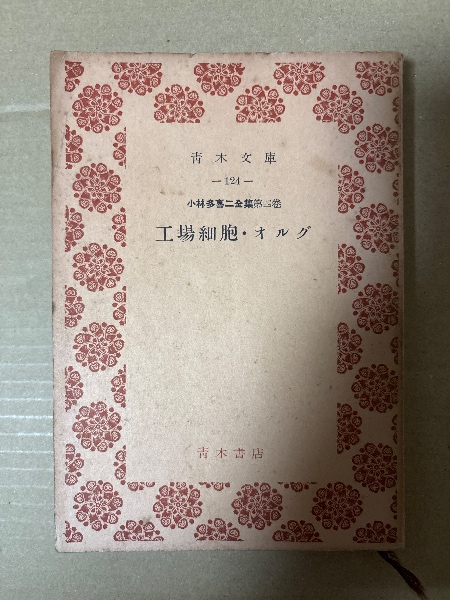 青木文庫
—124—
小林多喜二全集第四巻
工場細胞・オルグ
青木書店